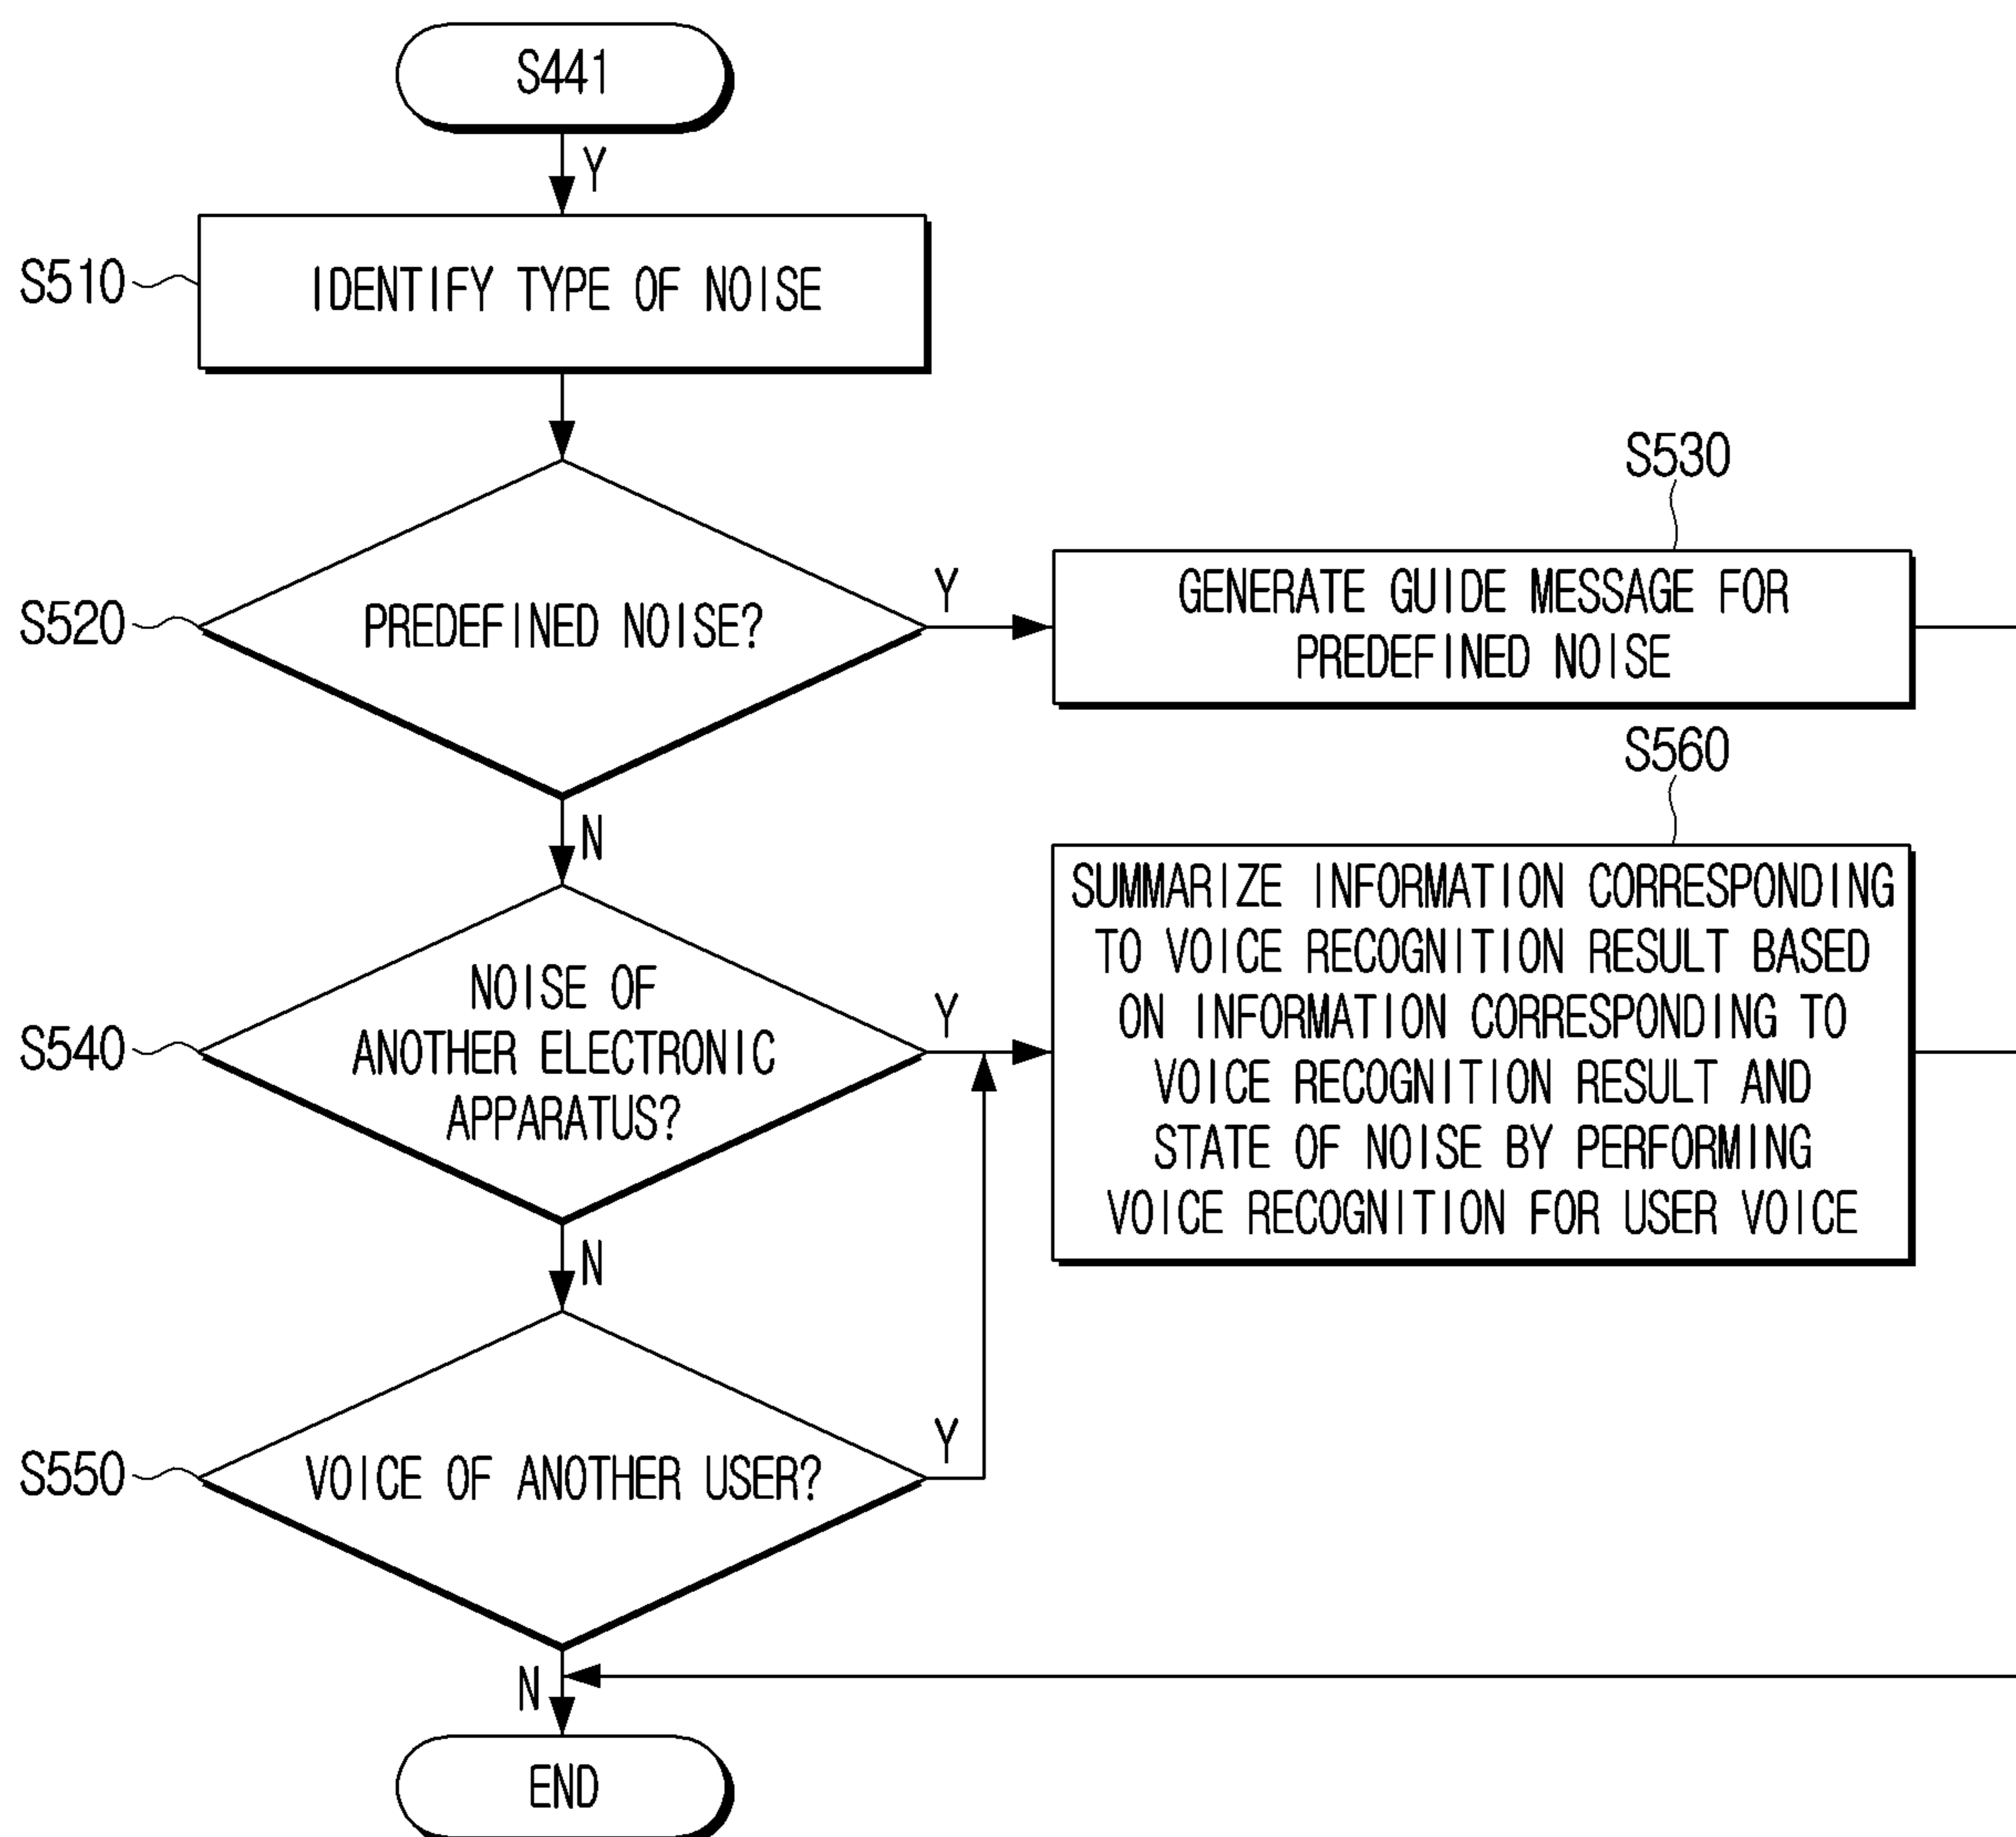 S441
Y
S510
IDENTIFY TYPE OF NOISE
S520
PREDEFINED NOISE?
Y
S530
GENERATE GUIDE MESSAGE FOR
PREDEFINED NOISE
N
S540
NOISE OF
ANOTHER ELECTRONIC
APPARATUS?
Y
S560
SUMMARIZE INFORMATION CORRESPONDING
TO VOICE RECOGNITION RESULT BASED
ON INFORMATION CORRESPONDING TO
VOICE RECOGNITION RESULT AND
STATE OF NOISE BY PERFORMING
VOICE RECOGNITION FOR USER VOICE
N
S550
VOICE OF ANOTHER USER?
Y
N
END